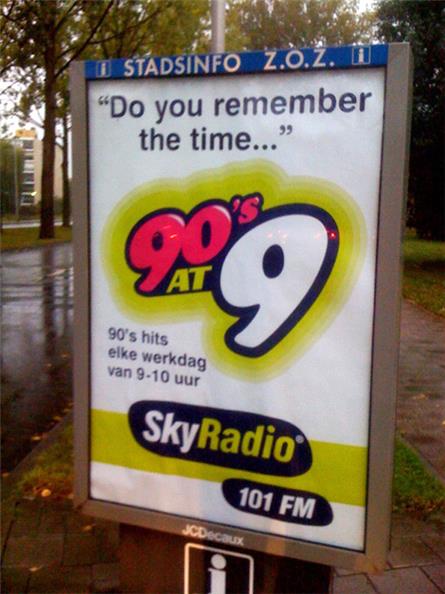 i STADSINFO Z.O.Z. i
“Do you remember
the time...”
90's
AT 9
90's hits
elke werkdag
van 9-10 uur
SkyRadio®
101 FM
JCDecaux
i